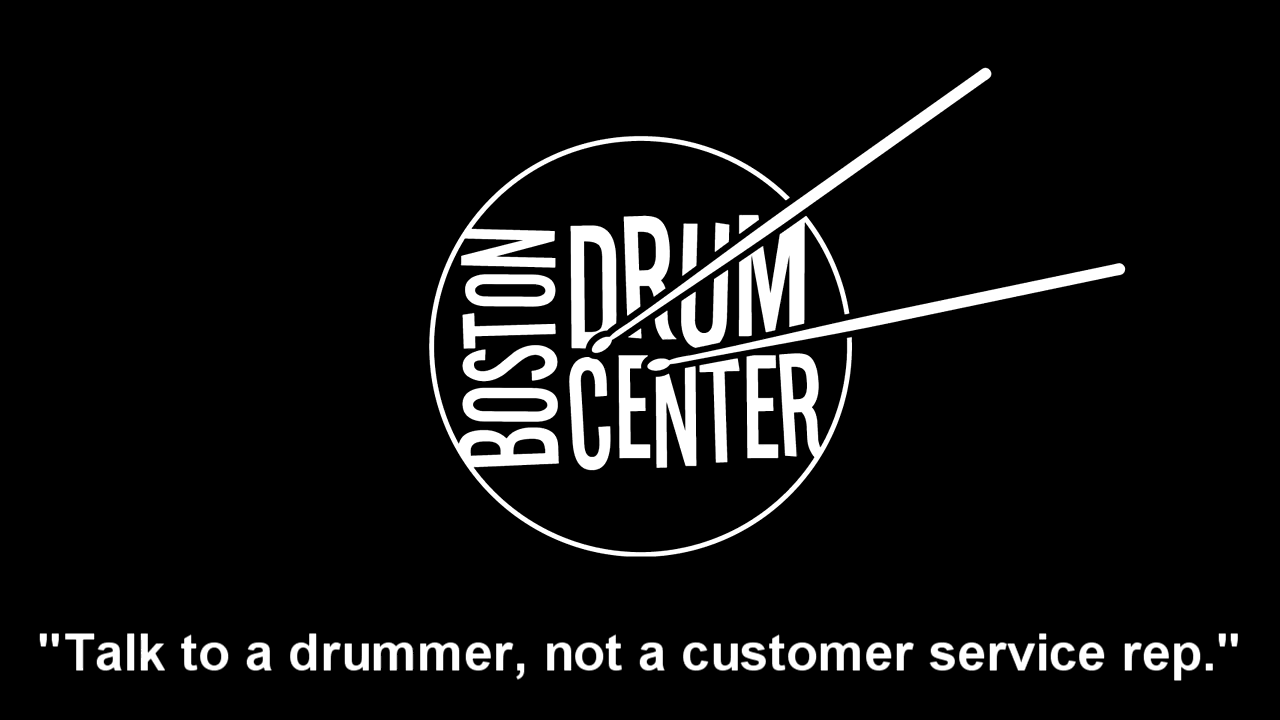 BOSTON
DRUM
CENTER
"Talk to a drummer, not a customer service rep."